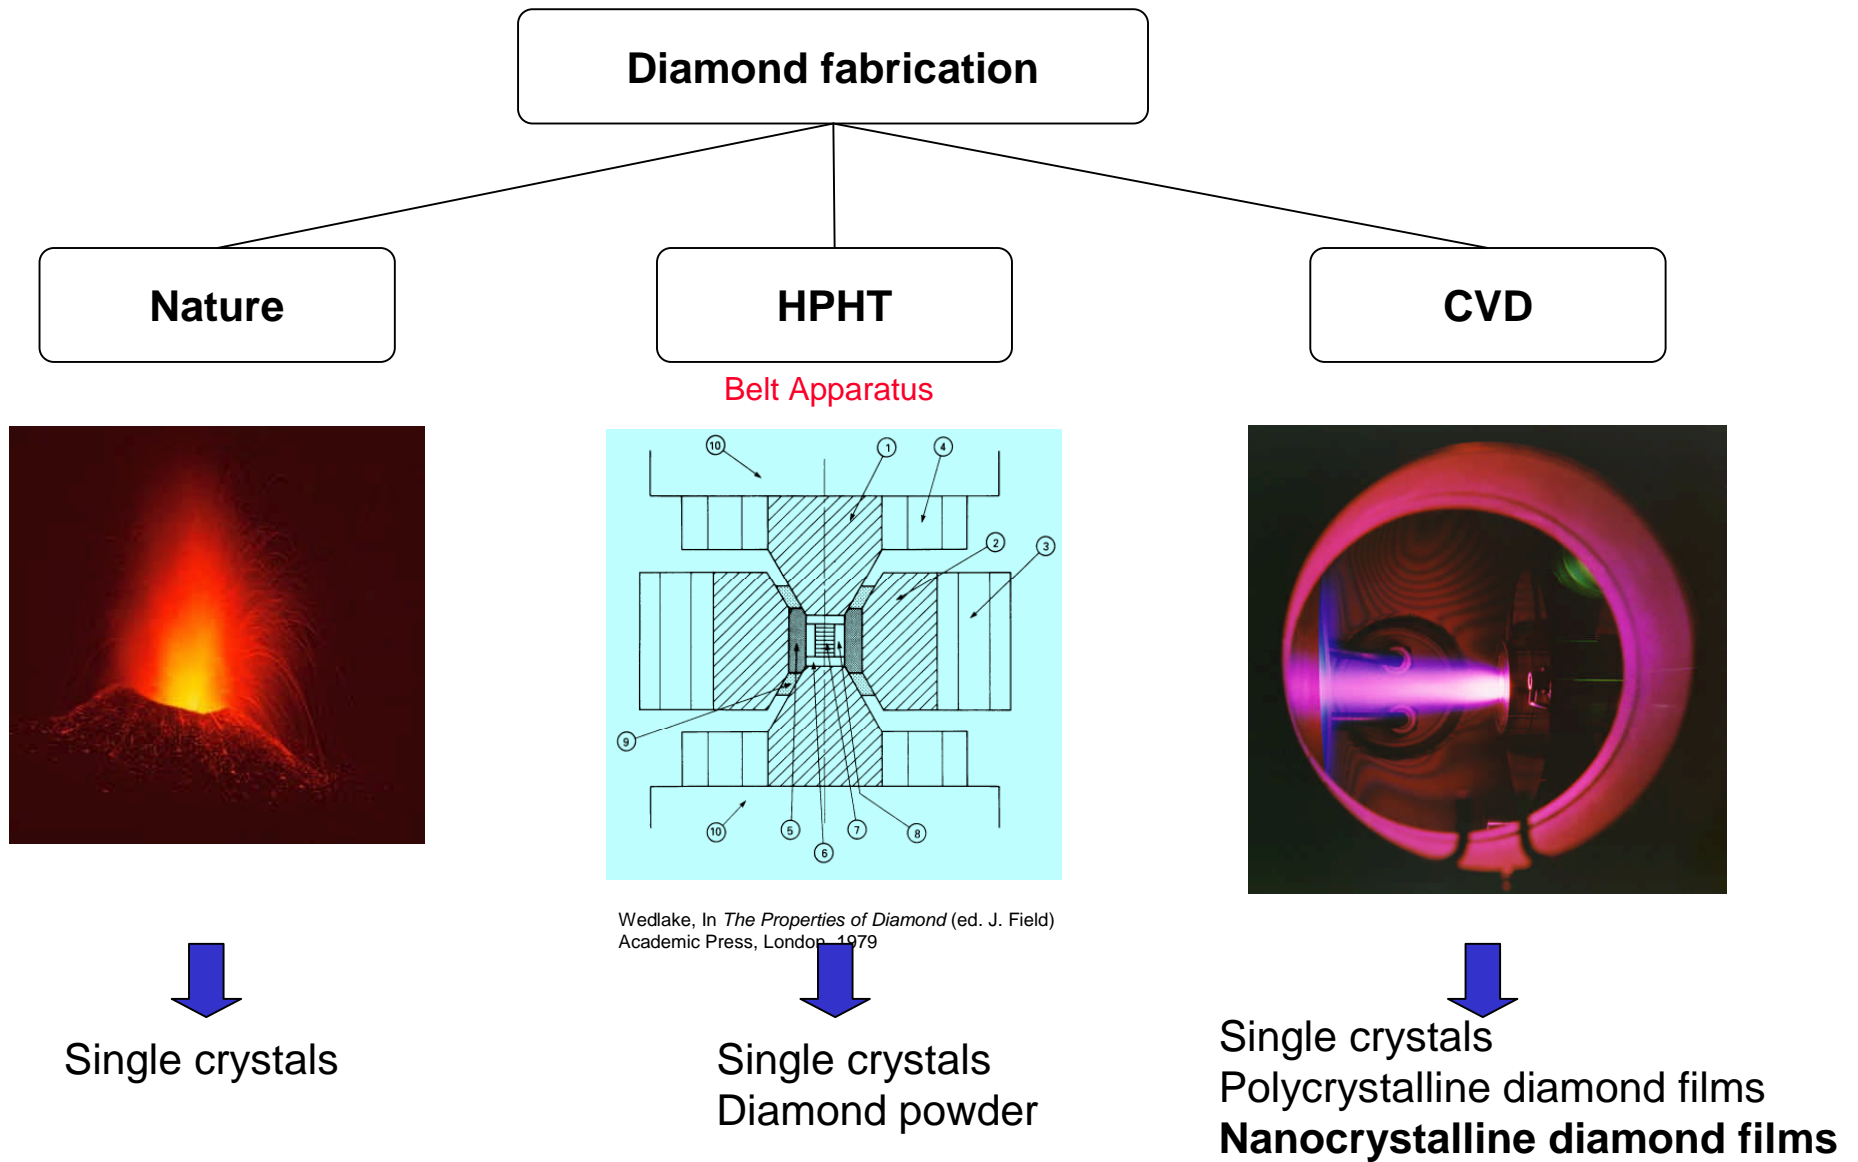 Diamond fabrication
Nature
HPHT
CVD
Belt Apparatus
10
1
4
2
3
9
5
6
7
8
10
Wedlake, In The Properties of Diamond (ed. J. Field)
Academic Press, London, 1979
Single crystals
Single crystals
Diamond powder
Single crystals
Polycrystalline diamond films
Nanocrystalline diamond films